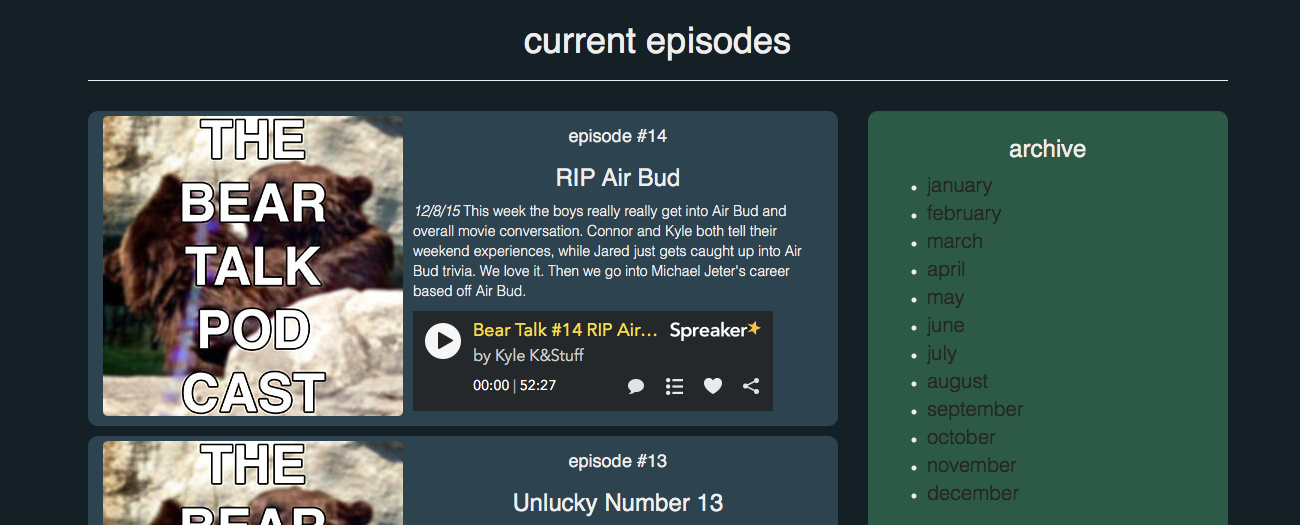 current episodes
THE
BEAR
TALK
POD
CAST
episode #14
RIP Air Bud
12/8/15 This week the boys really really get into Air Bud and
overall movie conversation. Connor and Kyle both tell their
weekend experiences, while Jared just gets caught up into Air
Bud trivia. We love it. Then we go into Michael Jeter's career
based off Air Bud.
Bear Talk #14 RIP Air... Spreaker
by Kyle K&Stuff
00:00 | 52:27
THE
BEAR
episode #13
Unlucky Number 13
archive
january
february
march
april
may
june
july
august
september
october
november
december